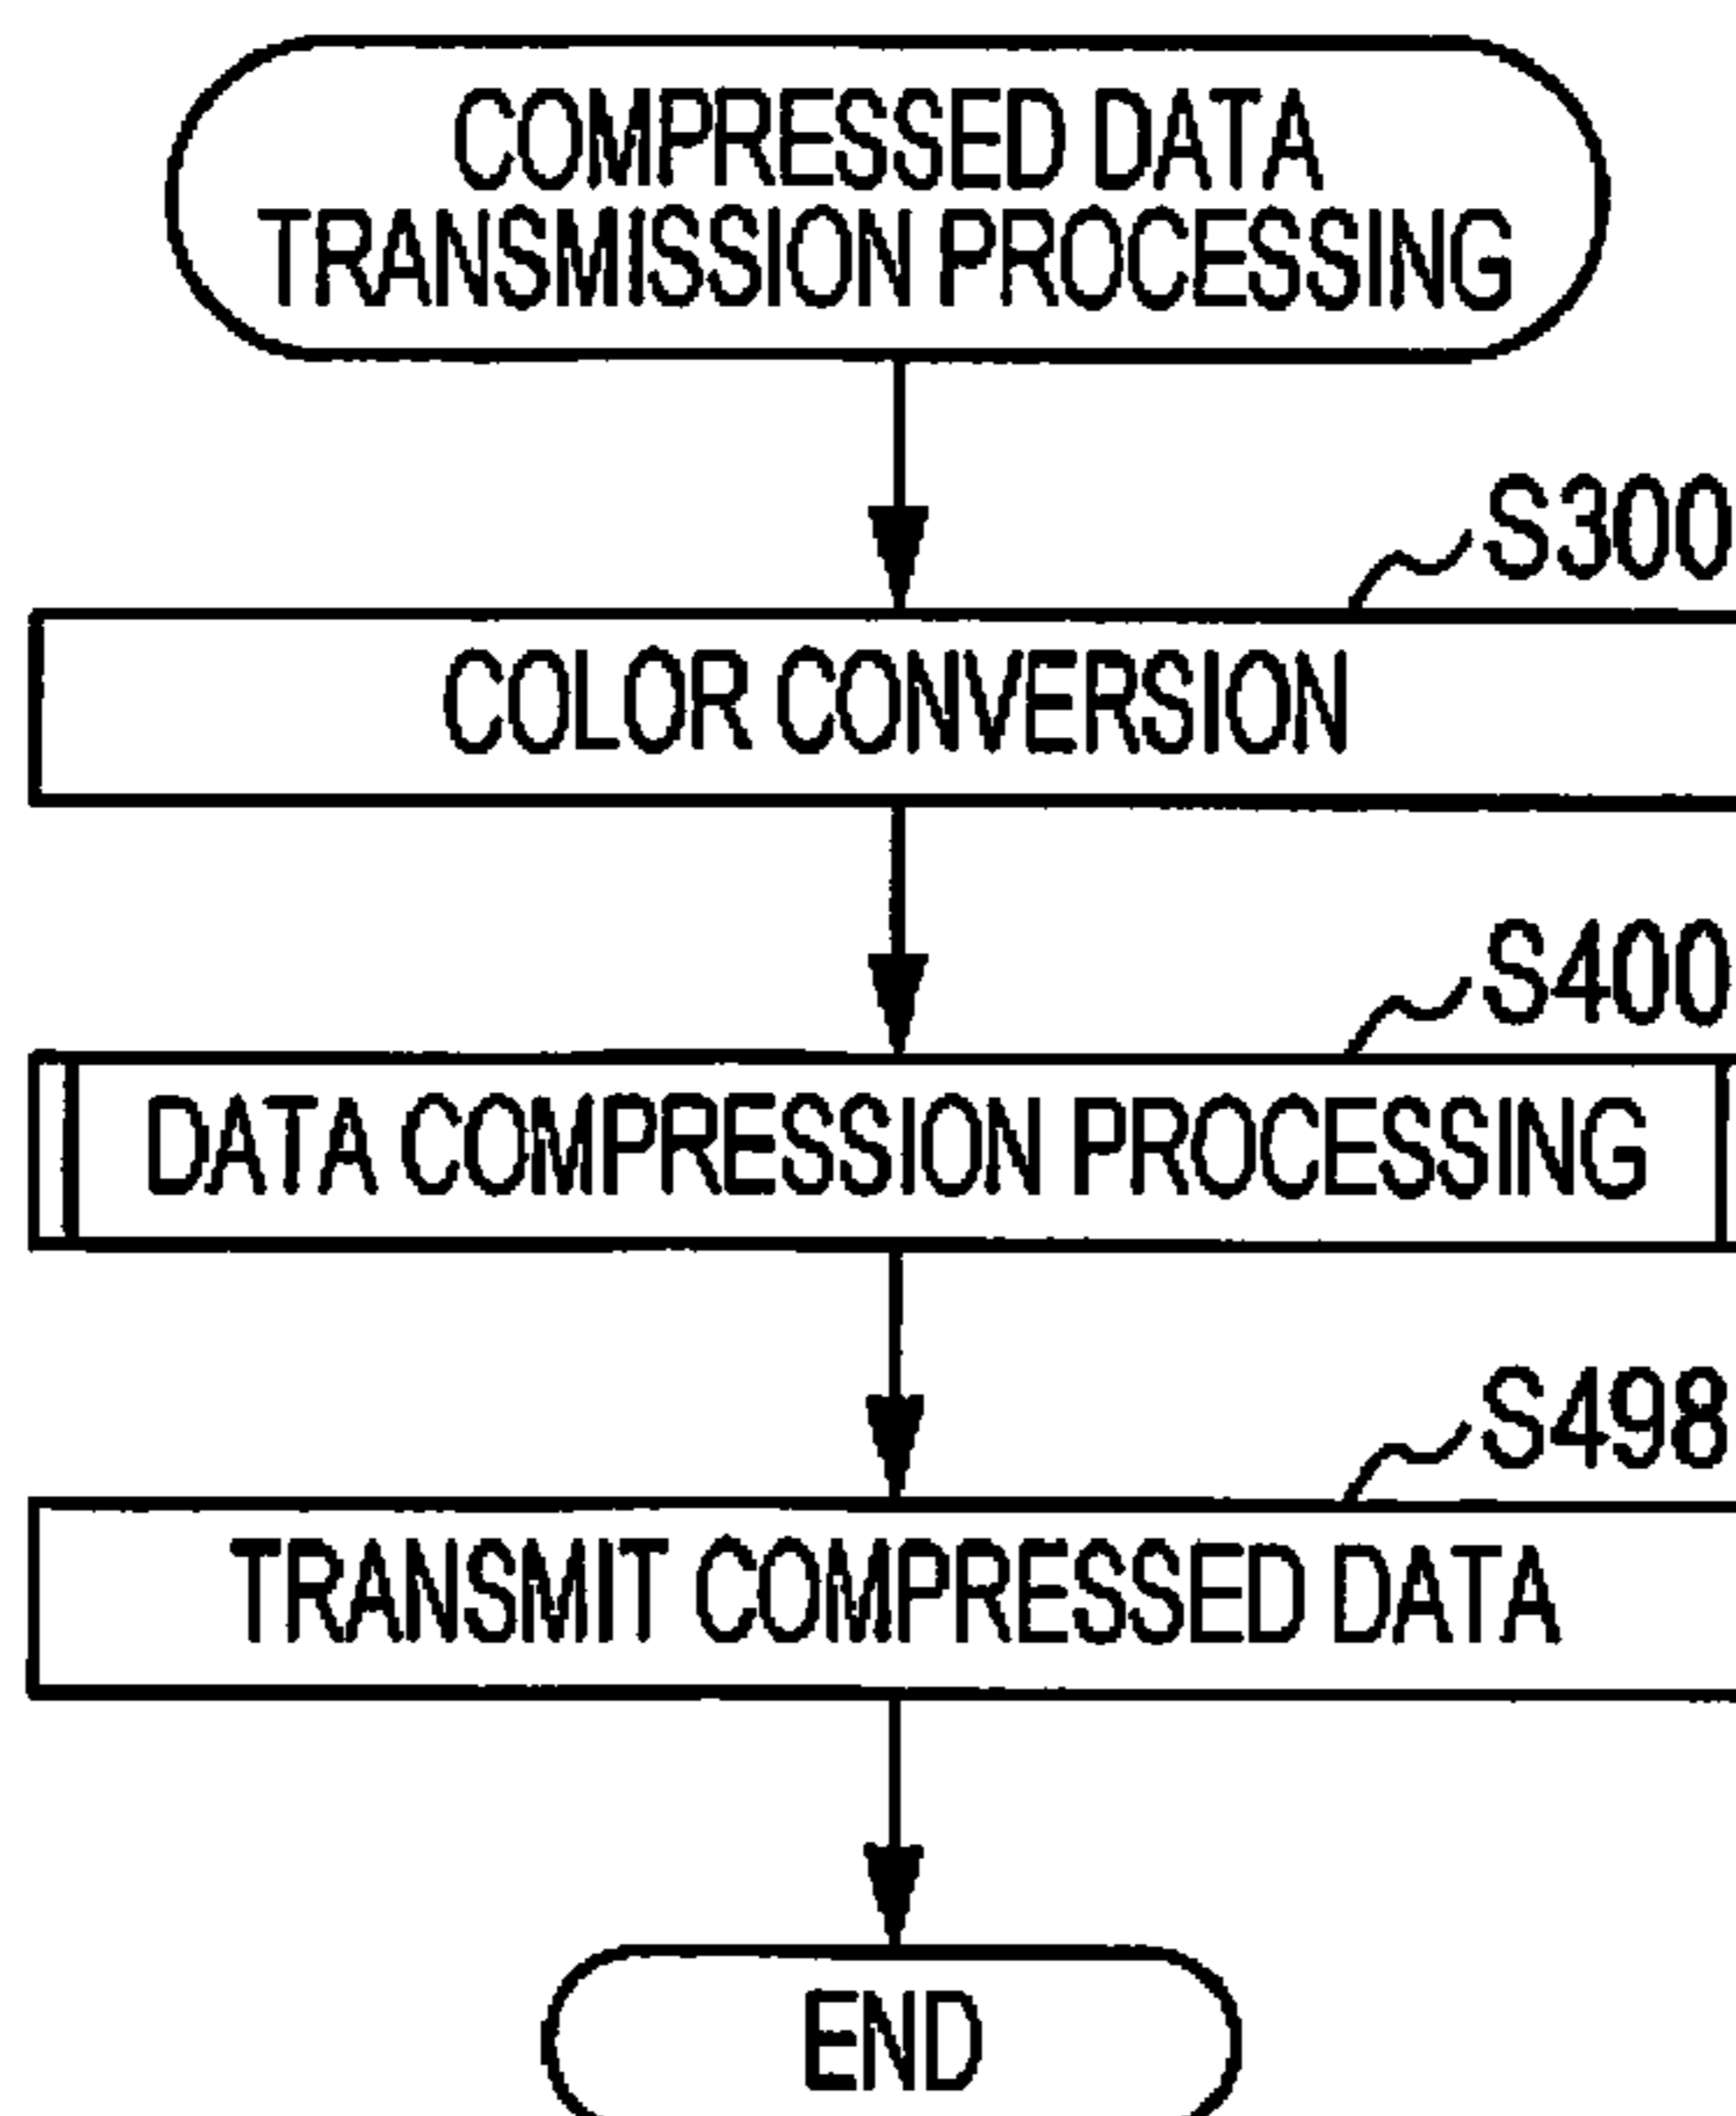 COMPRESSED DATA
TRANSMISSION PROCESSING
S300
COLOR CONVERSION
S400
DATA COMPRESSION PROCESSING
S498
TRANSMIT COMPRESSED DATA
END